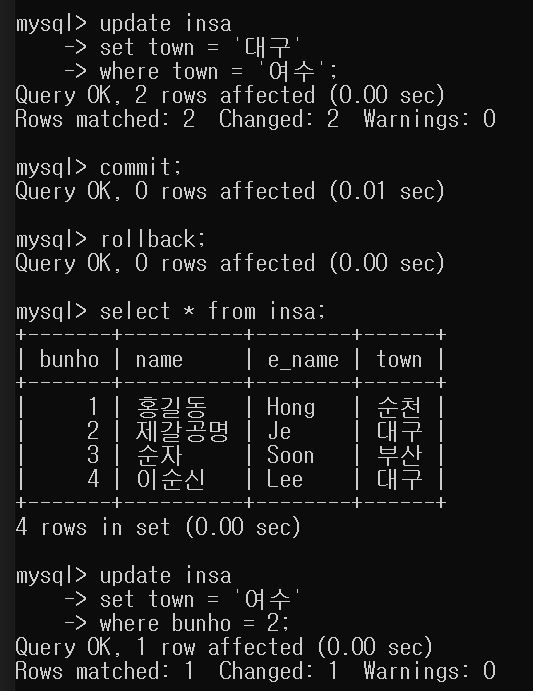 mysql> update insa
    -> set town = '대구'
    -> where town = '여수';
Query OK, 2 rows affected (0.00 sec)
Rows matched: 2  Changed: 2  Warnings: 0

mysql> commit;
Query OK, 0 rows affected (0.01 sec)

mysql> rollback;
Query OK, 0 rows affected (0.00 sec)

mysql> select * from insa;
+-------+----------+--------+------+
| bunho | name     | e_name | town |
+-------+----------+--------+------+
|     1 | 홍길동   | Hong   | 순천 |
|     2 | 제갈공명 | Je     | 대구 |
|     3 | 순자     | Soon   | 부산 |
|     4 | 이순신   | Lee    | 대구 |
+-------+----------+--------+------+
4 rows in set (0.00 sec)

mysql> update insa
    -> set town = '여수'
    -> where bunho = 2;
Query OK, 1 row affected (0.00 sec)
Rows matched: 1  Changed: 1  Warnings: 0